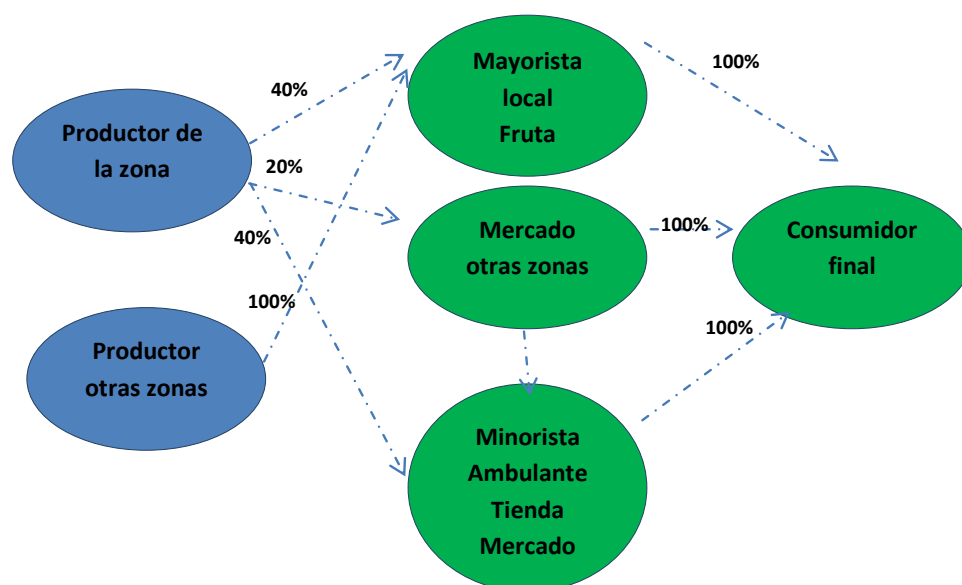 Mayorista
local
Fruta
100%
40%
Productor de
la zona
20%
40%
Mercado
otras zonas
100%
Consumidor
final
100%
Productor
otras zonas
100%
Minorista
Ambulante
Tienda
Mercado